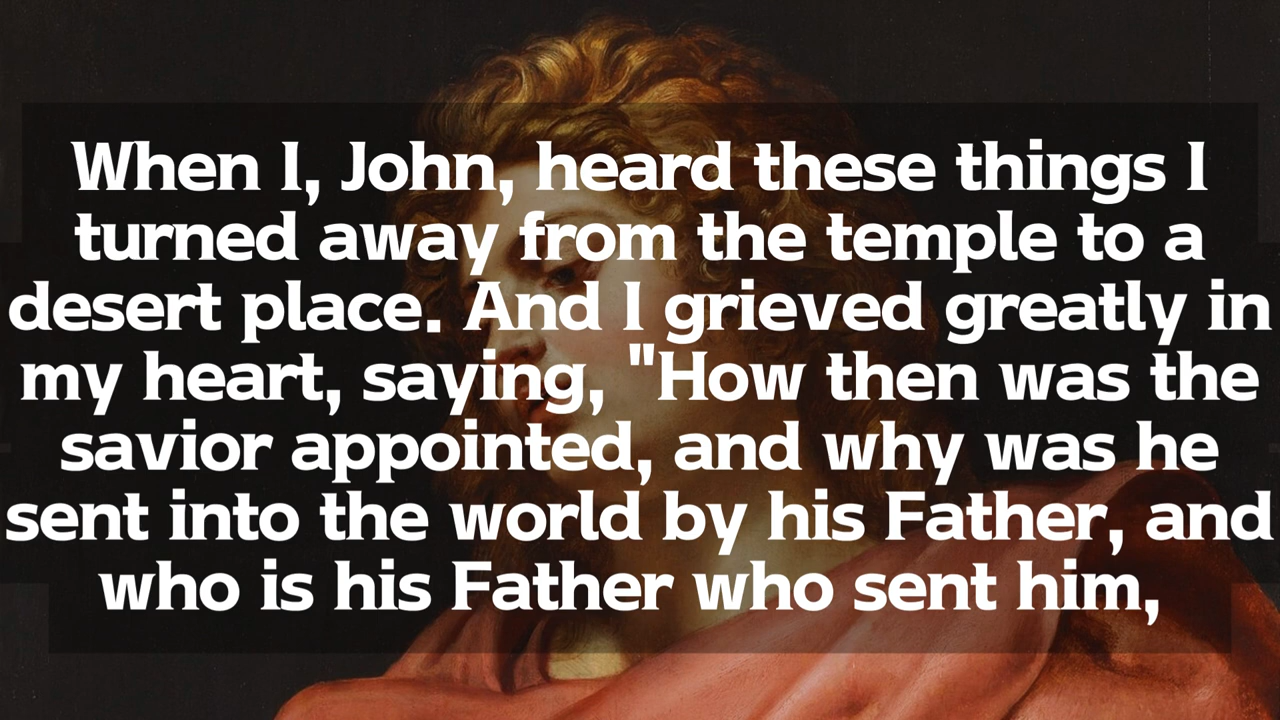 When I, John, heard these things I
turned away from the temple to a
desert place. And I grieved greatly in
my heart, saying, "How then was the
savior appointed, and why was he
sent into the world by his Father, and
who is his Father who sent him,